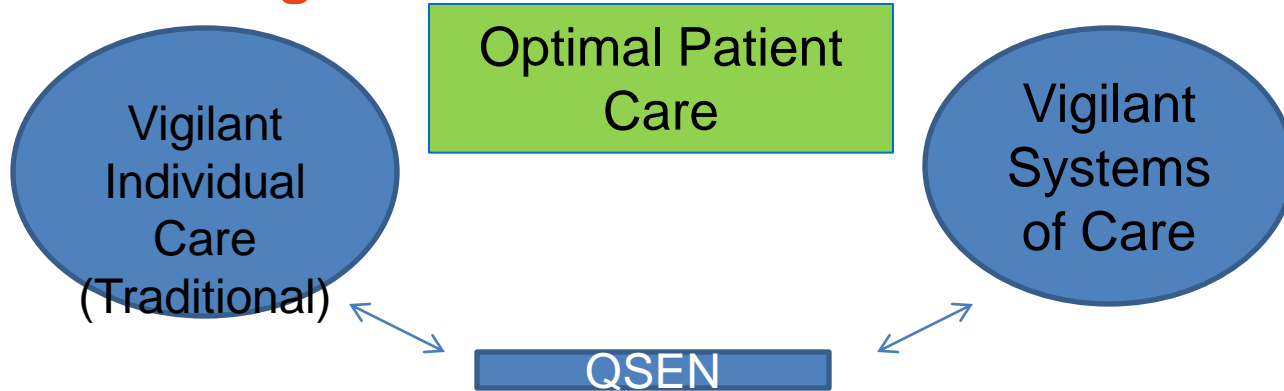 Optimal Patient
Care
Vigilant
Individual
Care
(Traditional)
Vigilant
Systems
of Care
QSEN